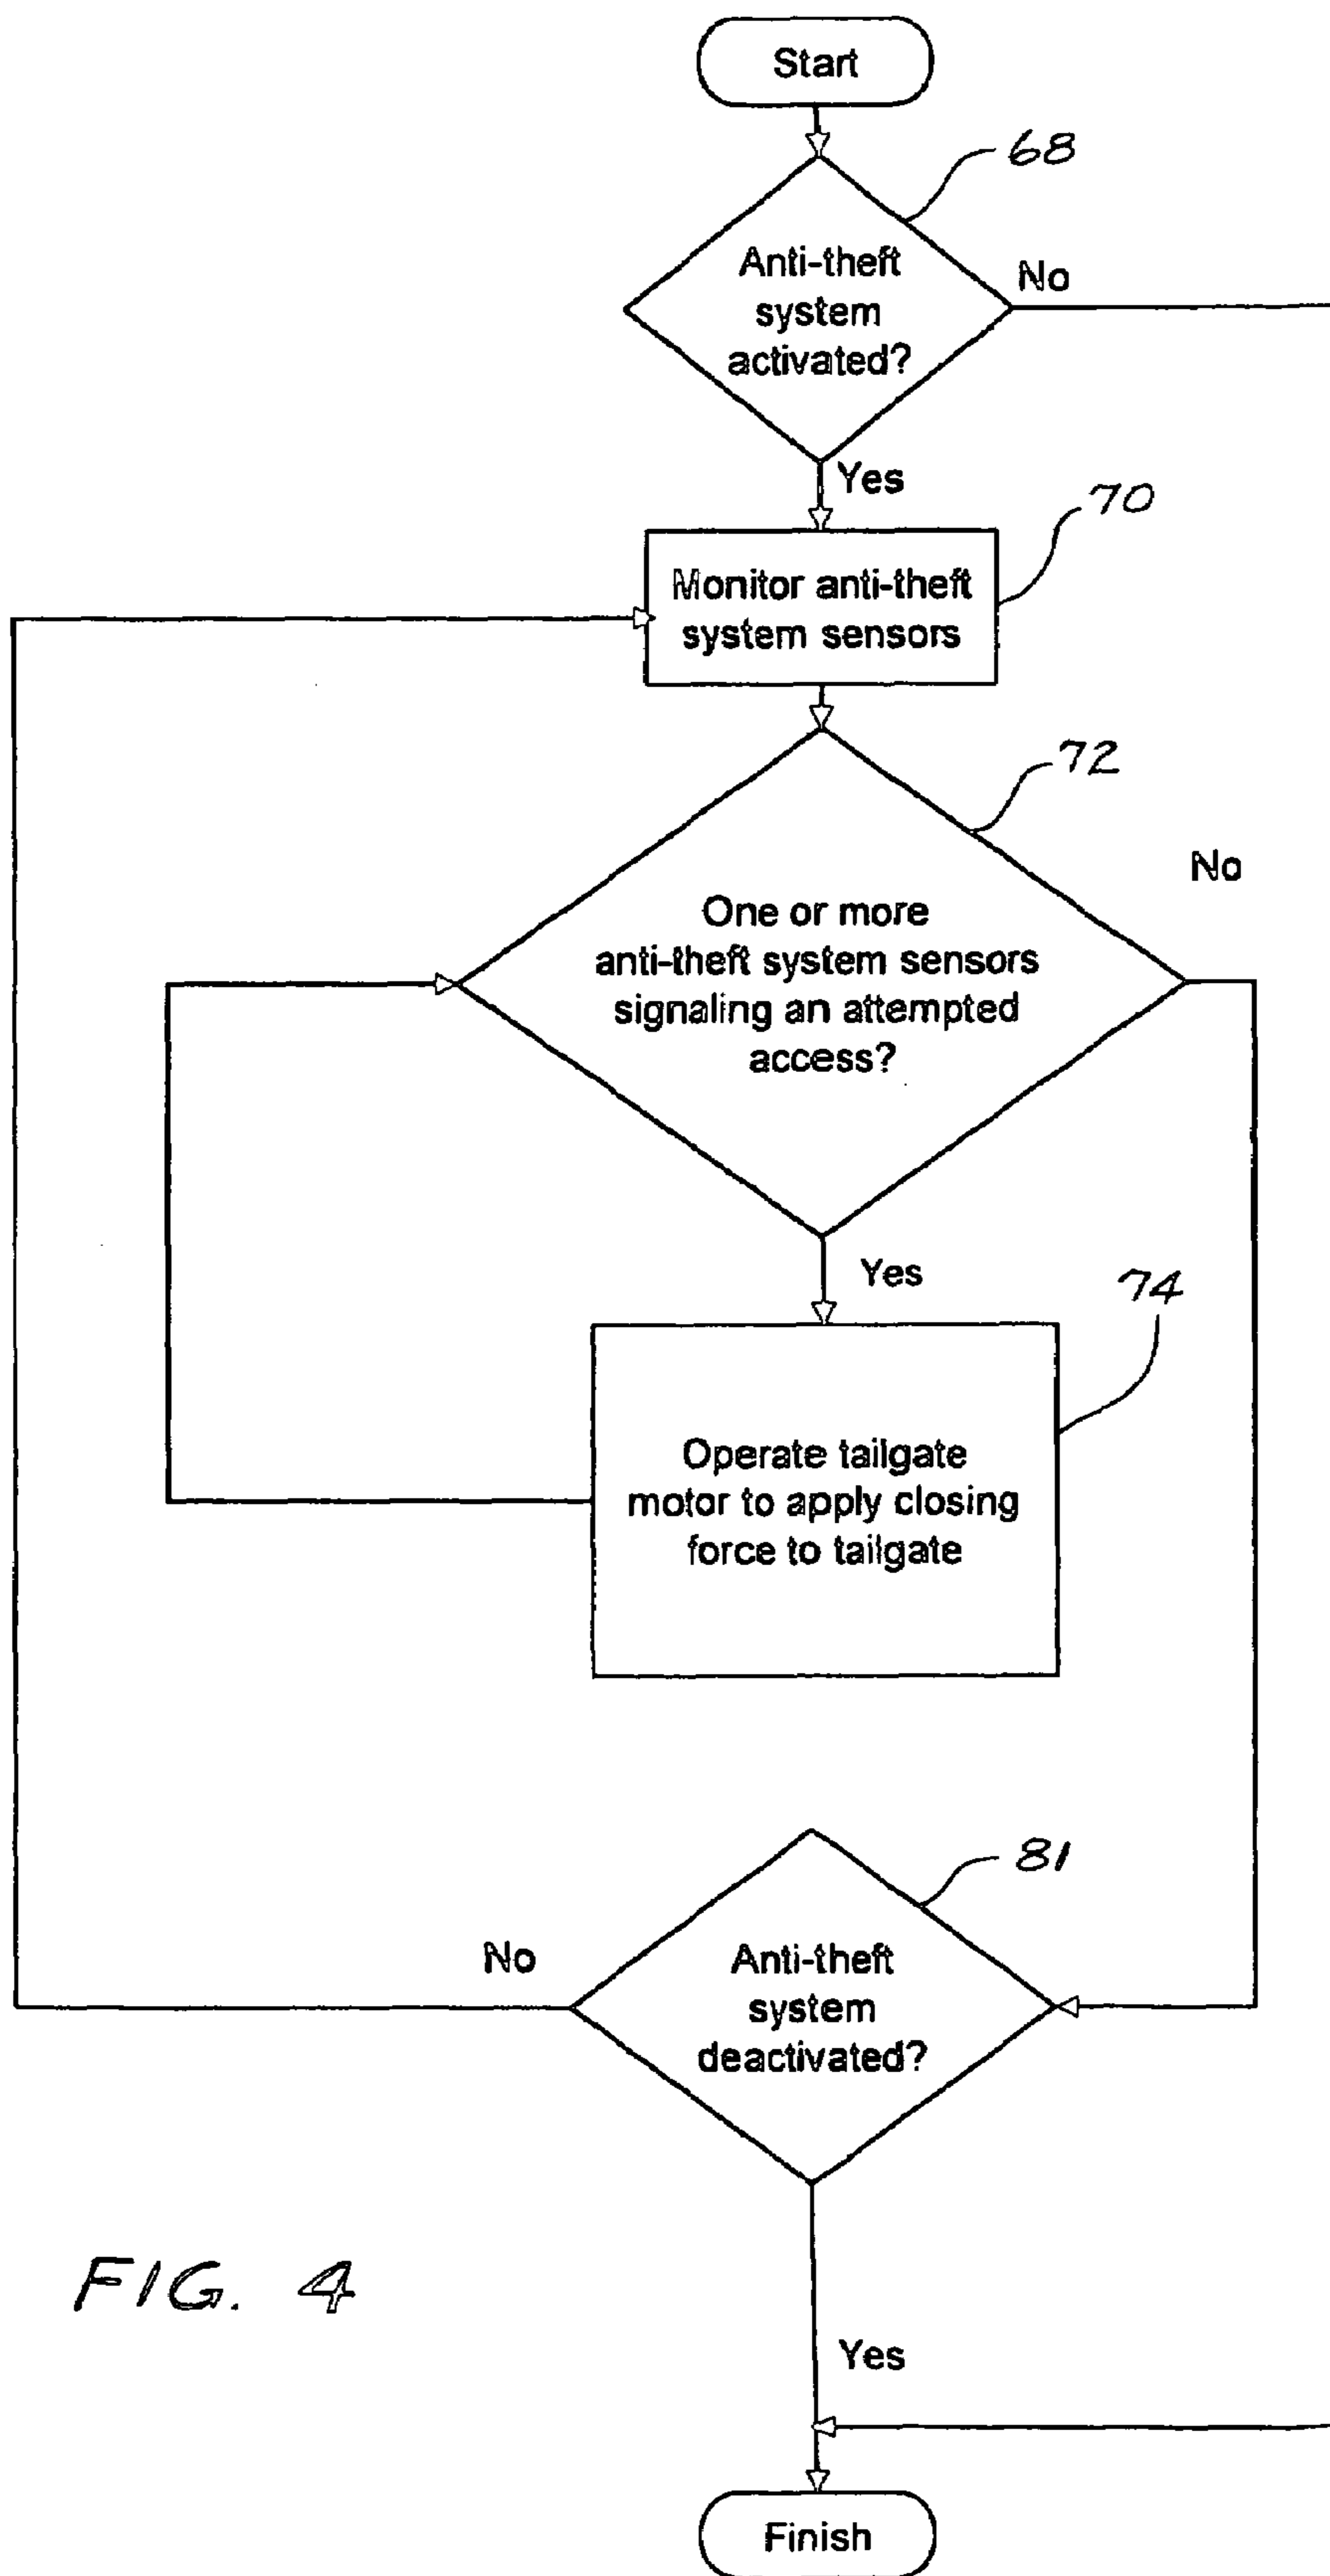 Start
68
Anti-theft
system
activated?
No
Yes
70
Monitor anti-theft
system sensors
72
No
One or more
anti-theft system sensors
signaling an attempted
access?
Yes
74
Operate tailgate
motor to apply closing
force to tailgate
81
No
Anti-theft
system
deactivated?
FIG. 4
Yes
Finish